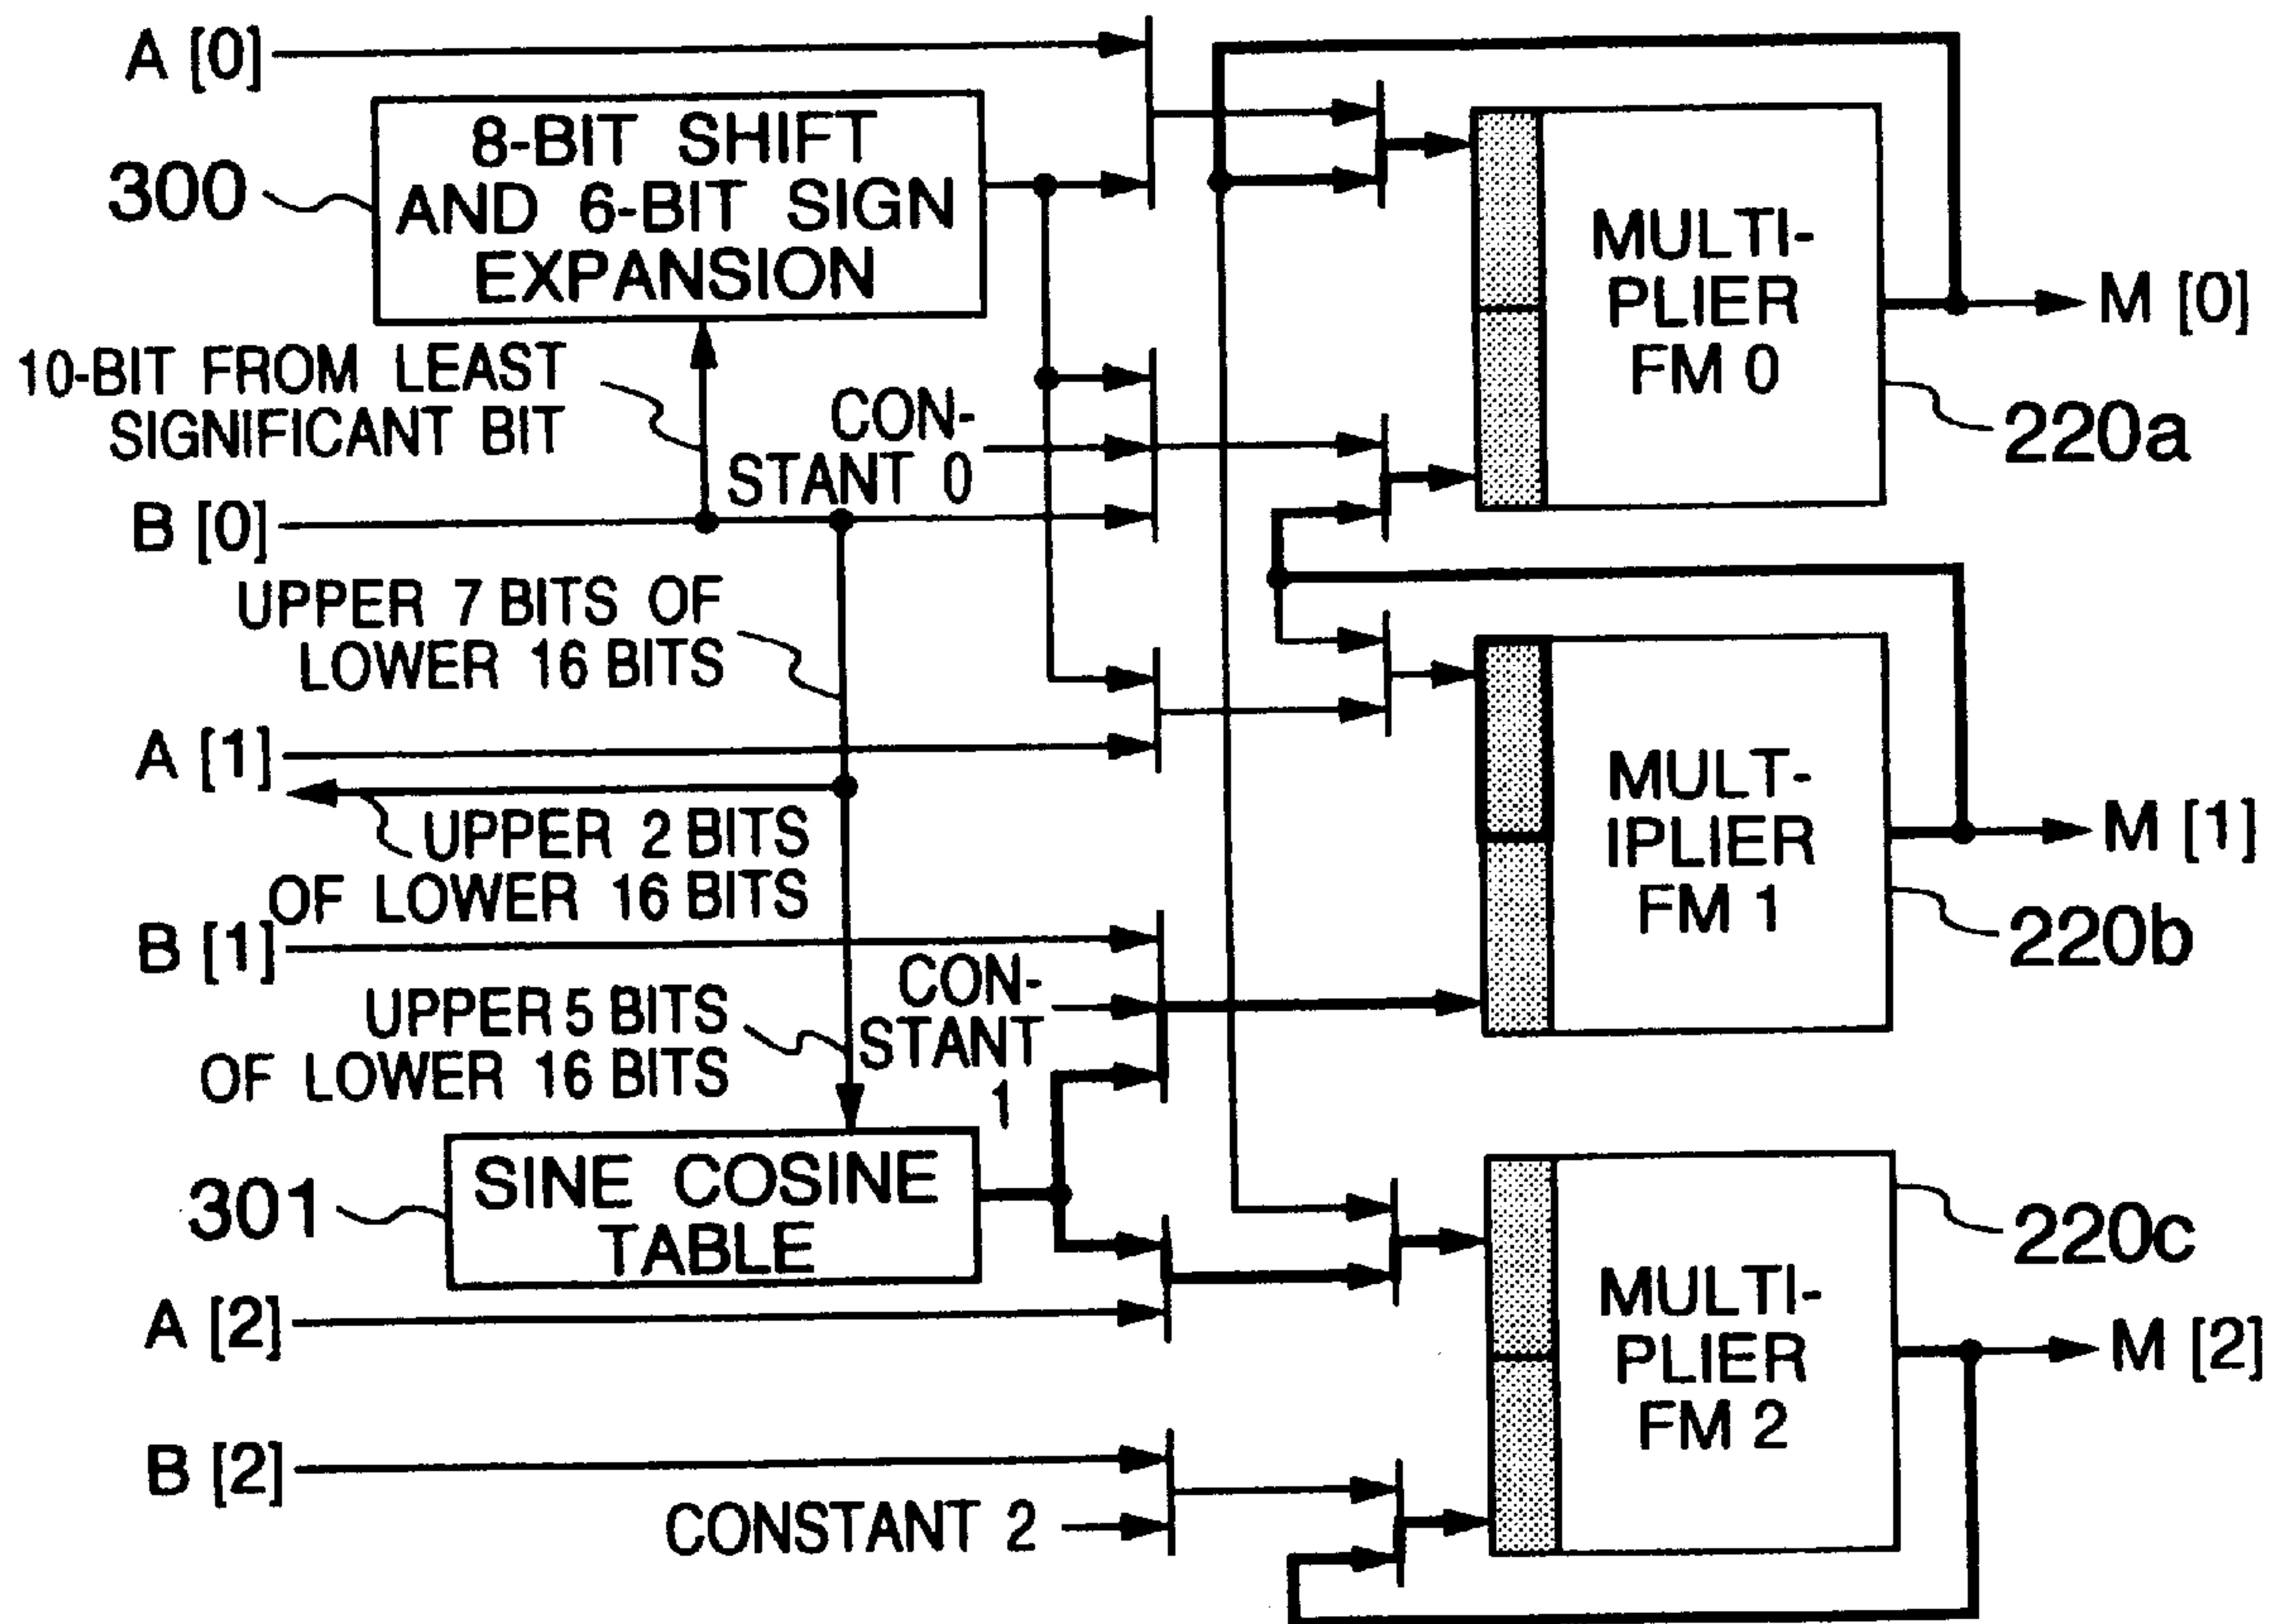 A [0]
300
8-BIT SHIFT
AND 6-BIT SIGN
EXPANSION
MULTI-
PLIER
FM 0
M [0]
220a
10-BIT FROM LEAST
SIGNIFICANT BIT
CON-
STANT 0
B [0]
UPPER 7 BITS OF
LOWER 16 BITS
A [1]
UPPER 2 BITS
OF LOWER 16 BITS
MULT-
IPLIER
FM 1
M [1]
220b
B [1]
CON-
STANT
1
UPPER 5 BITS
OF LOWER 16 BITS
301
SINE COSINE
TABLE
220c
A [2]
MULTI-
PLIER
FM 2
M [2]
B [2]
CONSTANT 2